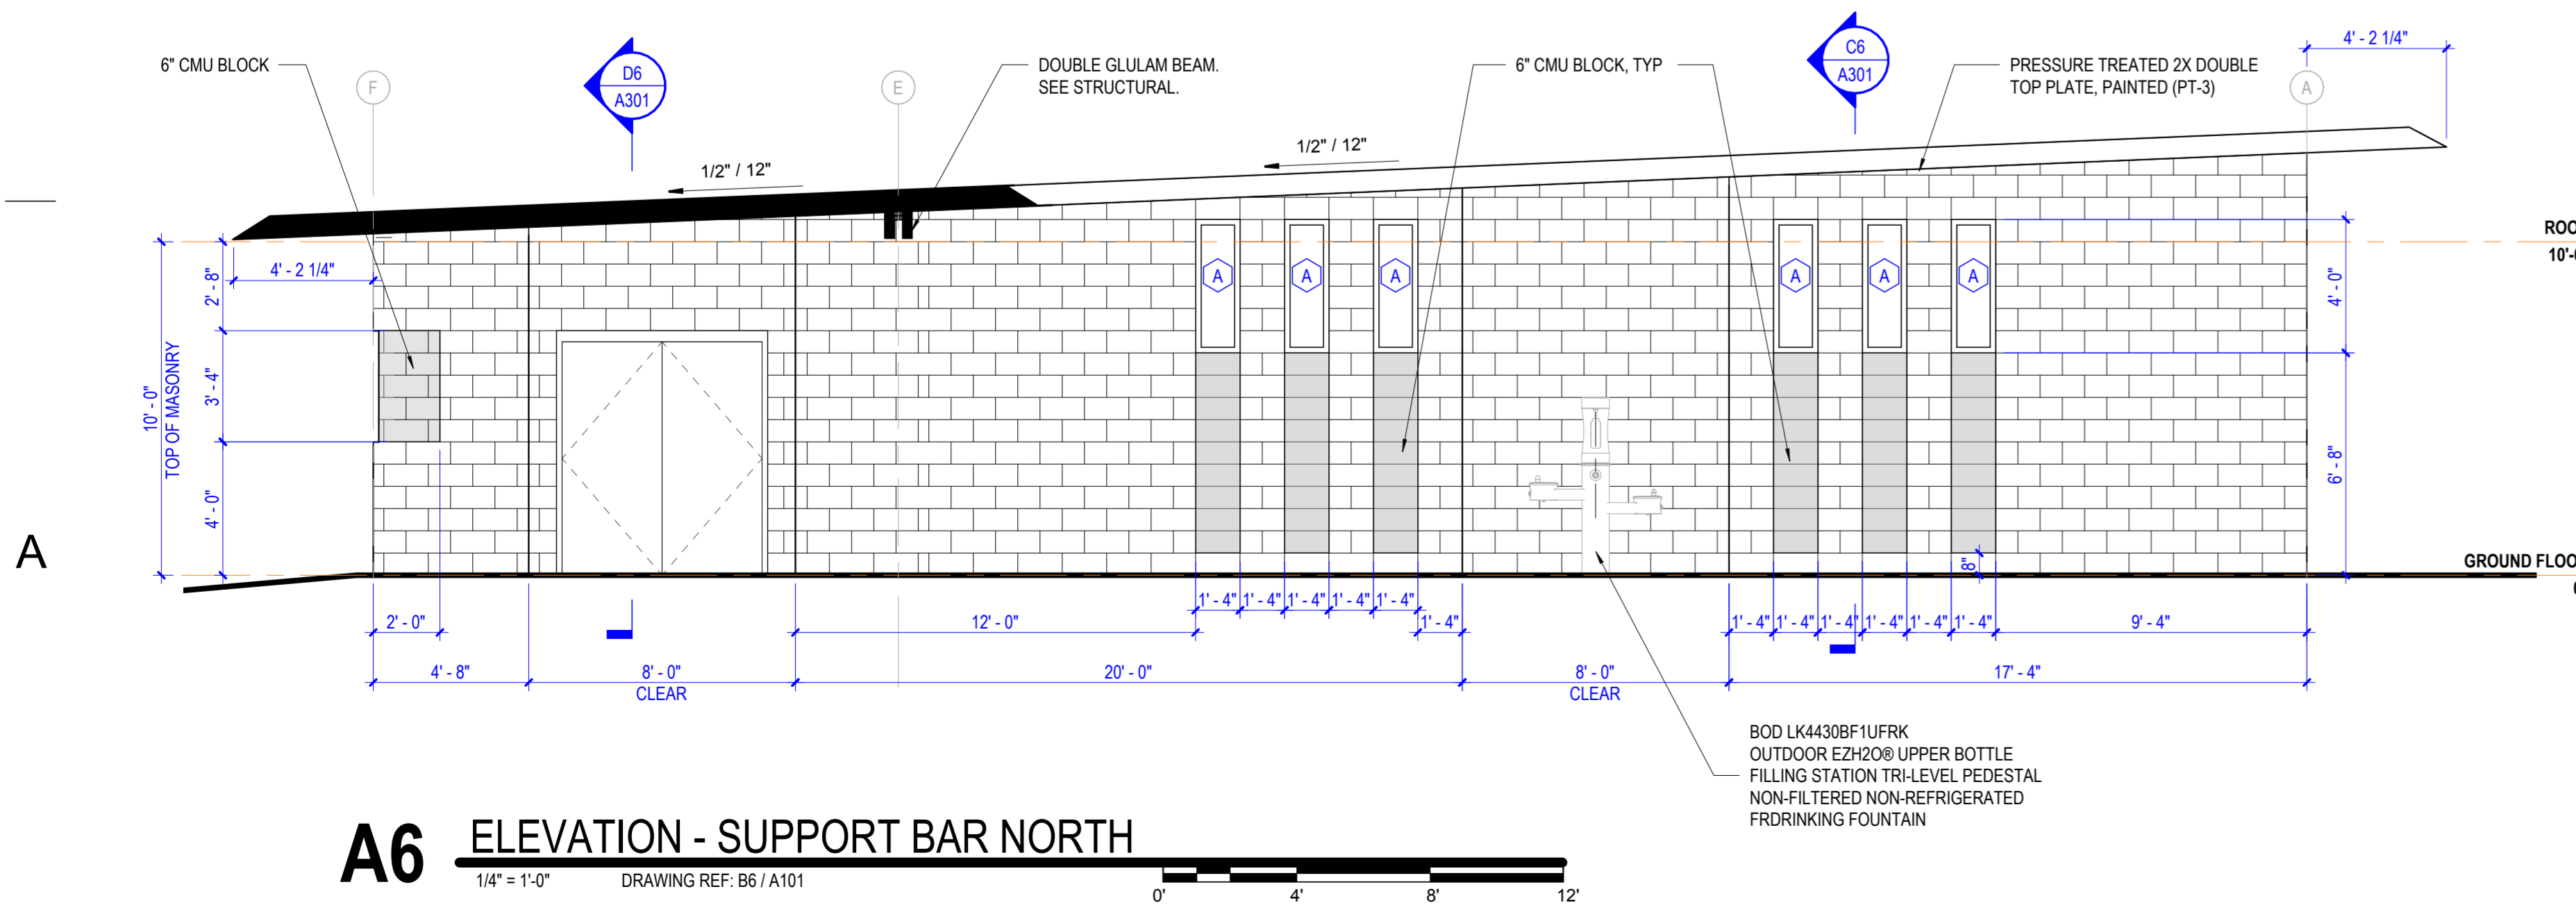 6" CMU BLOCK
F
D6
A301
E
DOUBLE GLULAM BEAM.
SEE STRUCTURAL.
6" CMU BLOCK, TYP
C6
A301
PRESSURE TREATED 2X DOUBLE
TOP PLATE, PAINTED (PT-3)
A
4' - 2 1/4"
1/2" / 12"
1/2" / 12"
4' - 2 1/4"
10' - 0"
TOP OF MASONRY
2' - 8"
3' - 4"
4' - 0"
A
A
A
A
A
A
4' - 0"
6' - 8"
8"
ROO
10'-
GROUND FLOO
A
2' - 0"
12' - 0"
1' - 4"
1' - 4"
1' - 4"
1' - 4"
1' - 4"
1' - 4"
1' - 4"
1' - 4"
1' - 4"
1' - 4"
1' - 4"
1' - 4"
9' - 4"
4' - 8"
8' - 0"
CLEAR
20' - 0"
8' - 0"
CLEAR
17' - 4"
BOD LK4430BF1UFRK
OUTDOOR EZH2O® UPPER BOTTLE
FILLING STATION TRI-LEVEL PEDESTAL
NON-FILTERED NON-REFRIGERATED
FRDRINKING FOUNTAIN
A6 ELEVATION - SUPPORT BAR NORTH
1/4" = 1'-0" DRAWING REF: B6 / A101
0' 4' 8' 12'